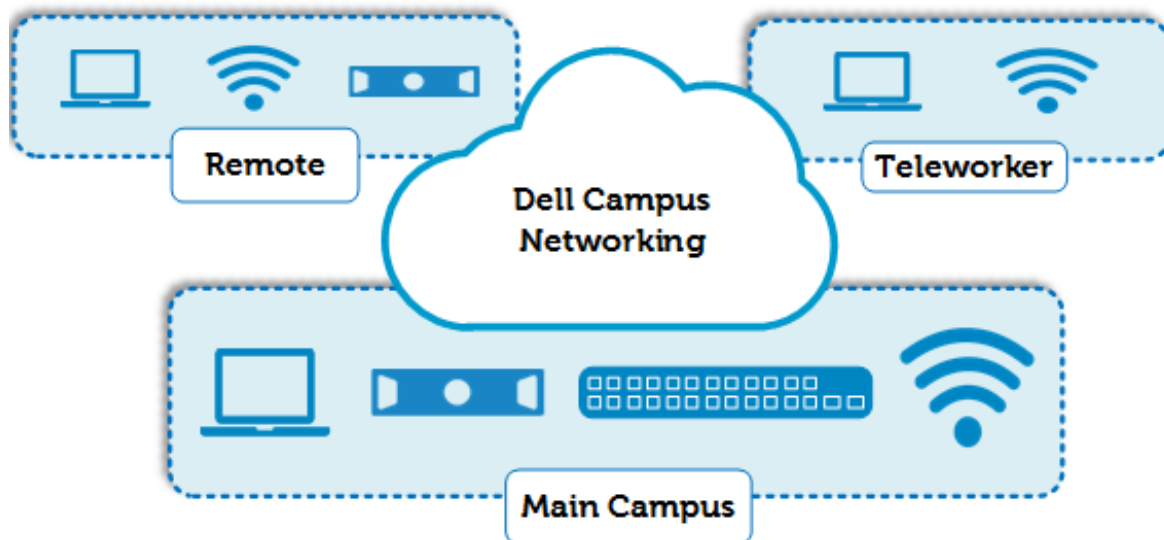 Remote
Teleworker
Dell Campus
Networking
Main Campus